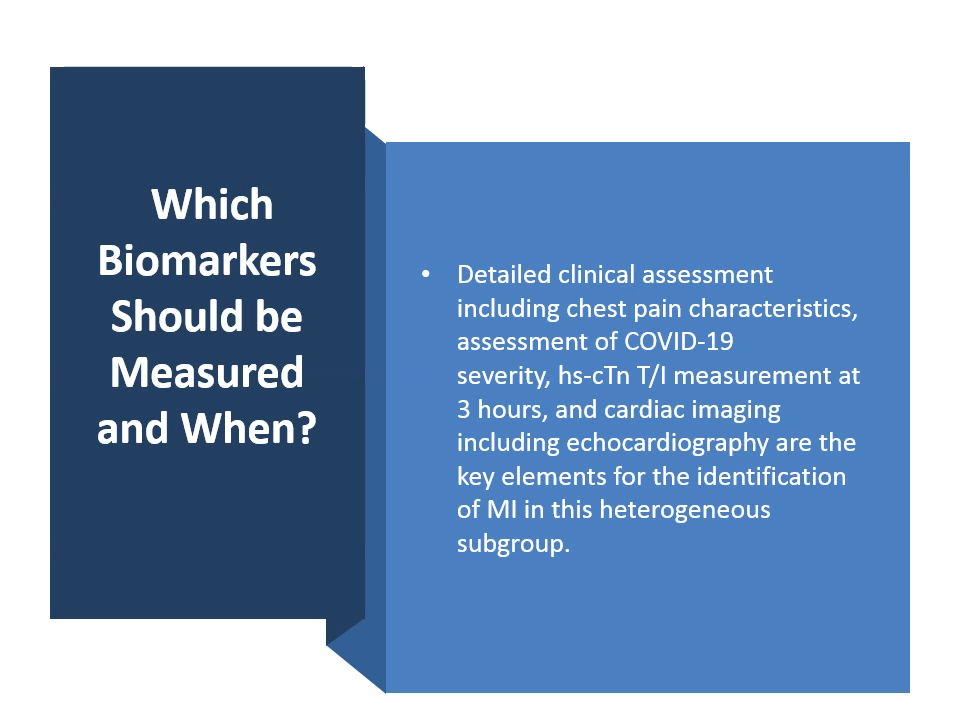 Which
Biomarkers
Should be
Measured
and When?
• Detailed clinical assessment
including chest pain characteristics,
assessment of COVID-19
severity, hs-cTn T/I measurement at
3 hours, and cardiac imaging
including echocardiography are the
key elements for the identification
of MI in this heterogeneous
subgroup.